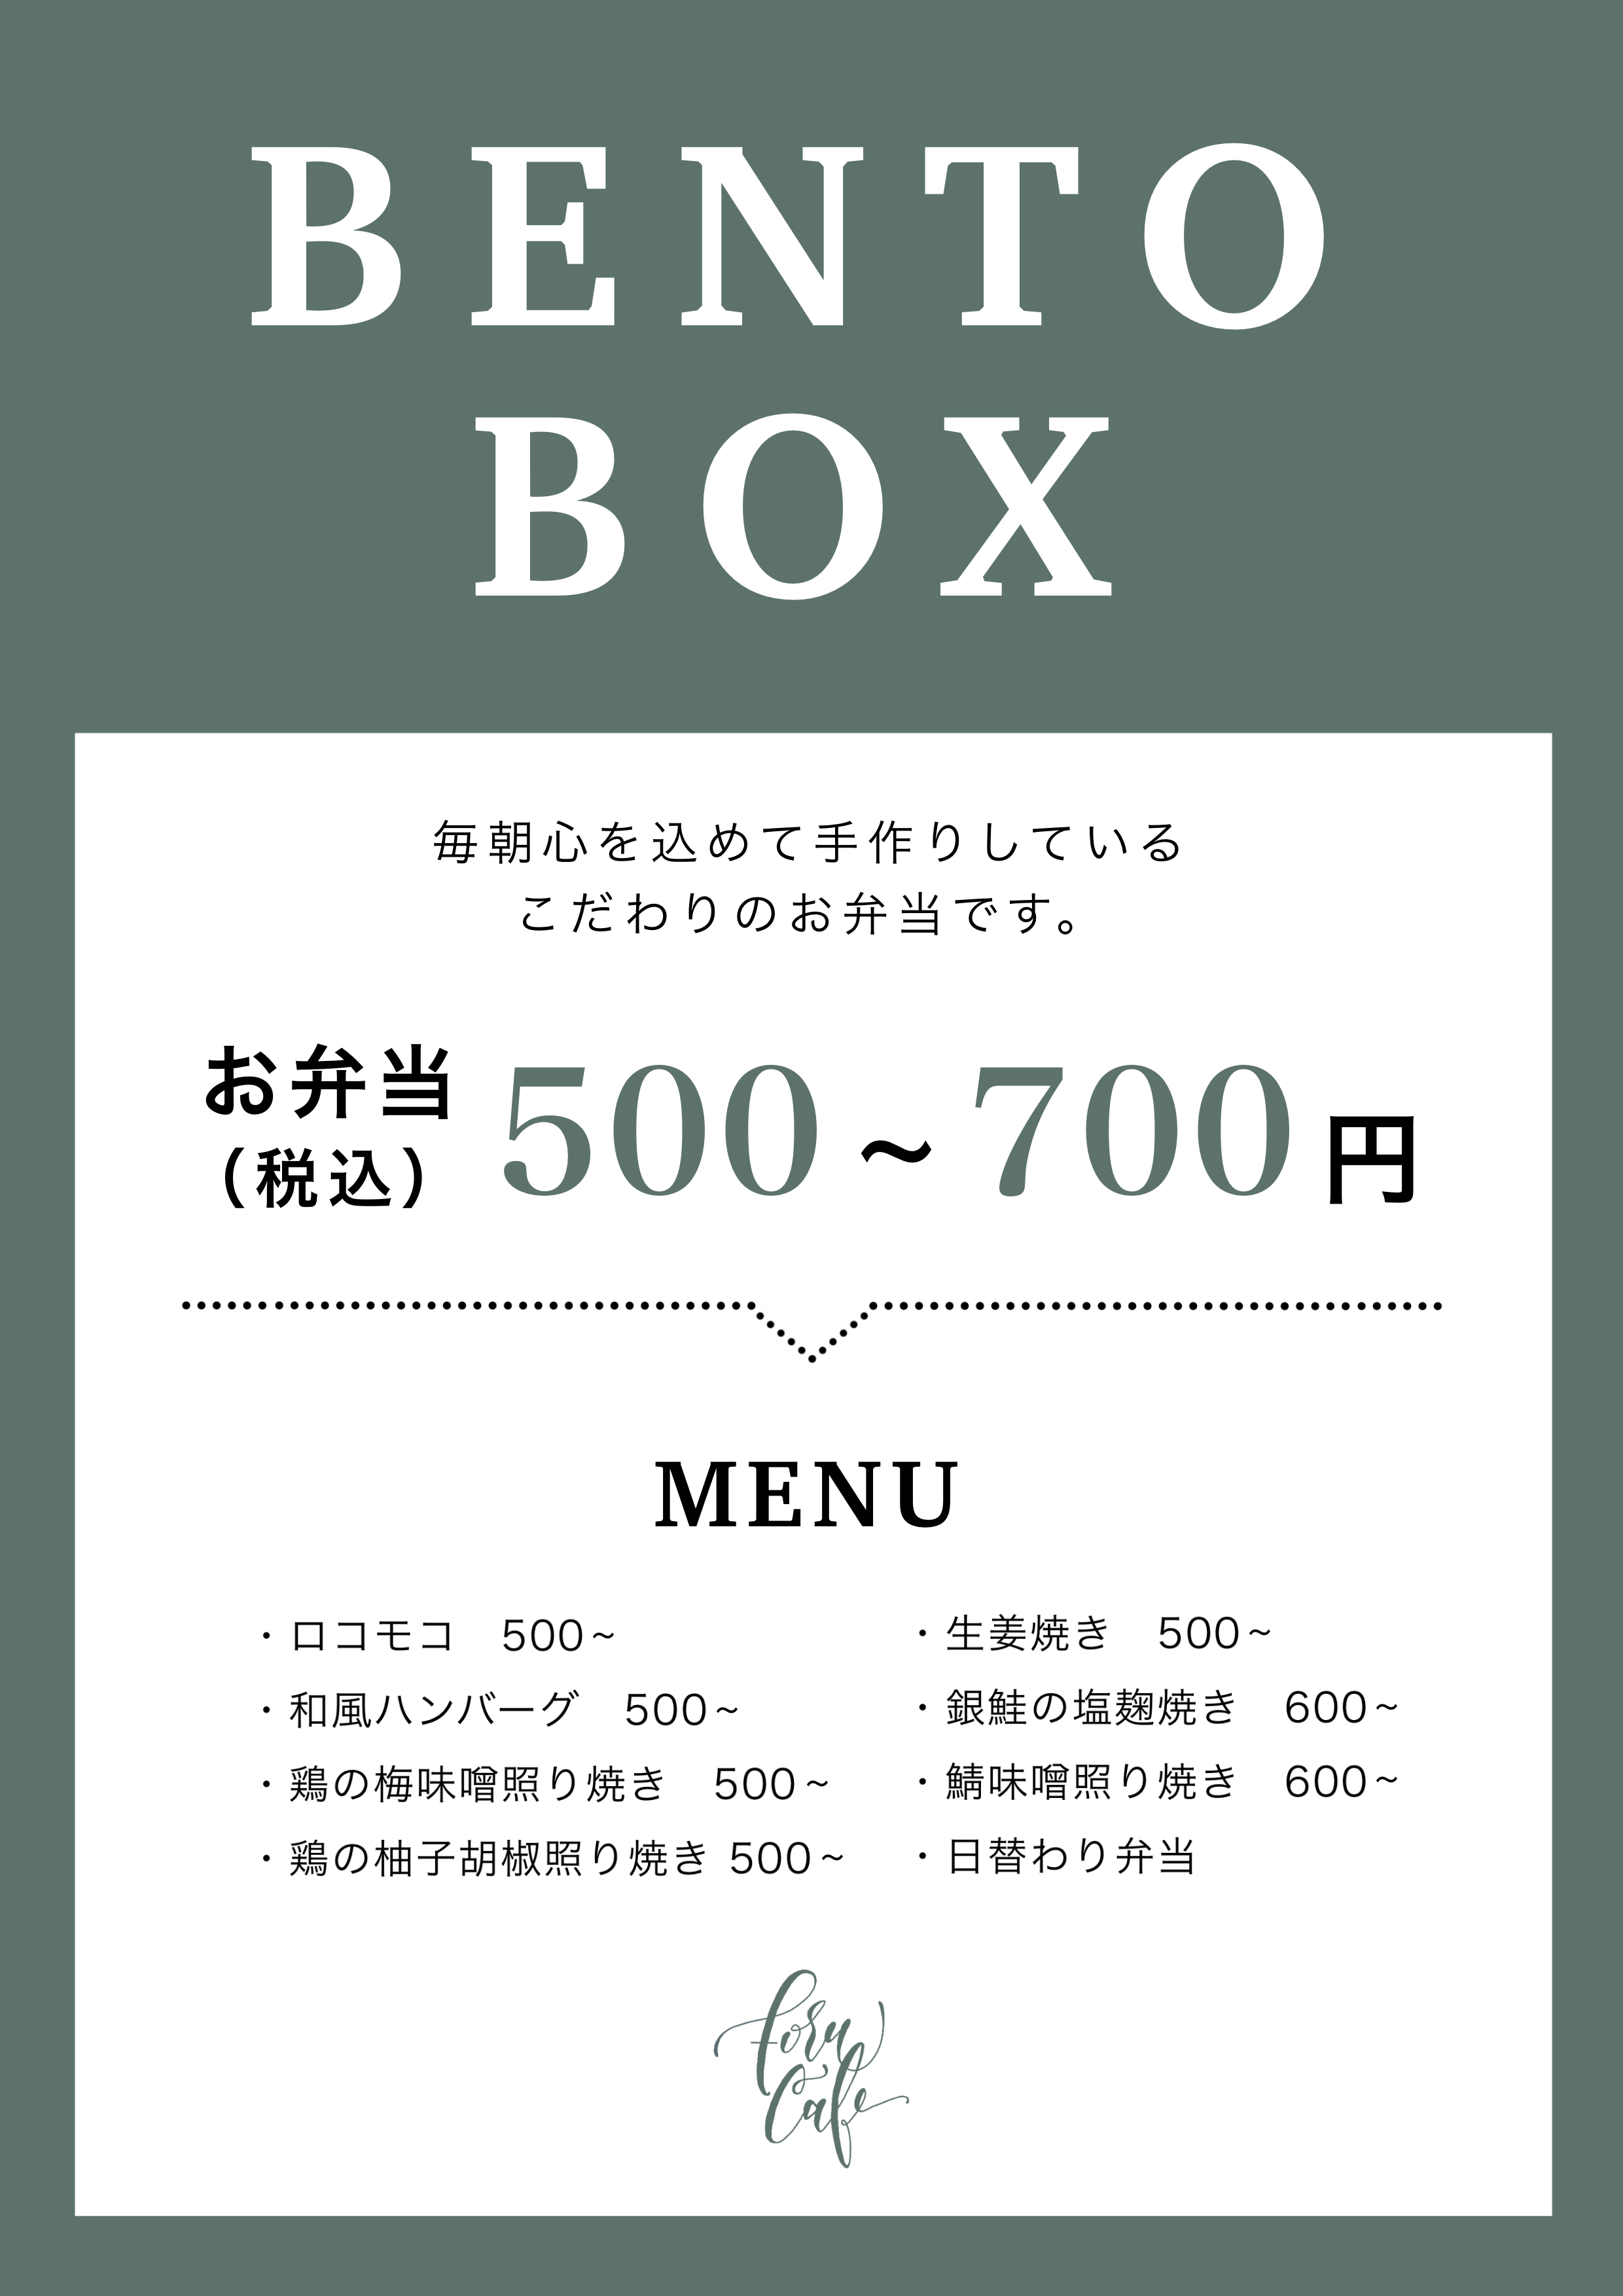 BENTO
BOX
毎朝心を込めて手作りしている
こだわりのお弁当です。
お弁当
（税込）
500～700円
MENU
・ロコモコ　500～
・和風ハンバーグ　500～
・鶏の梅味噌照り焼き　500～
・鶏の柚子胡椒照り焼き 500～
・生姜焼き　500～
・銀鮭の塩麹焼き　600～
・鯖味噌照り焼き　600～
・日替わり弁当
Cafe